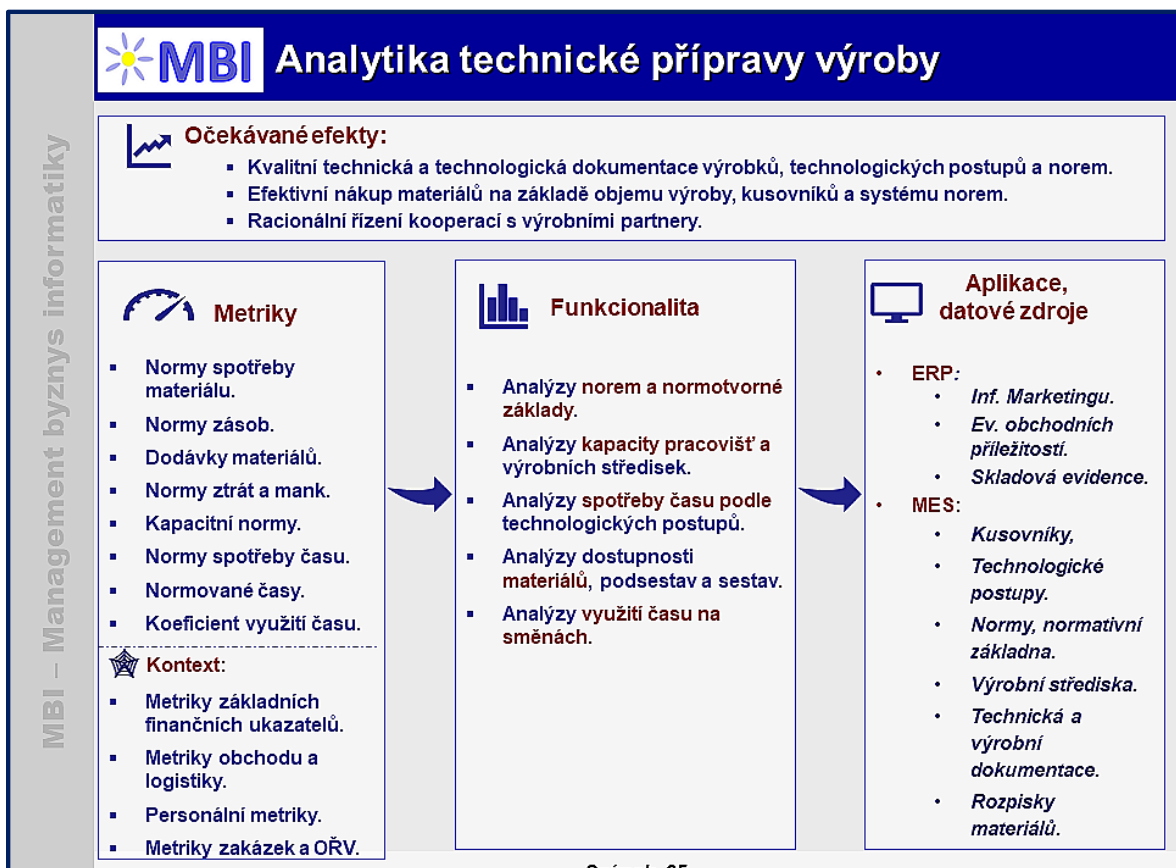 MBI Analytika technické přípravy výroby
MBI – Management byznys informatiky
Očekávané efekty:
▪ Kvalitní technická a technologická dokumentace výrobků, technologických postupů a norem.
▪ Efektivní nákup materiálů na základě objemu výroby, kusovníků a systému norem.
▪ Racionální řízení kooperací s výrobními partnery.
Metriky
▪ Normy spotřeby
materiálu.
▪ Normy zásob.
▪ Dodávky materiálů.
▪ Normy ztrát a mank.
▪ Kapacitní normy.
▪ Normy spotřeby času.
▪ Normované časy.
▪ Koeficient využití času.
Kontext:
▪ Metriky základních
finančních ukazatelů.
▪ Metriky obchodu a
logistiky.
▪ Personální metriky.
▪ Metriky zakázek a OŘV.
Funkcionalita
▪ Analýzy norem a normotvorné
základy.
▪ Analýzy kapacity pracovišť a
výrobních středisek.
▪ Analýzy spotřeby času podle
technologických postupů.
▪ Analýzy dostupnosti
materiálů, podsestav a sestav.
▪ Analýzy využití času na
směnách.
Aplikace,
datové zdroje
• ERP:
• Inf. Marketingu.
• Ev. obchodních
příležitostí.
• Skladová evidence.
• MES:
• Kusovníky,
• Technologické
postupy.
• Normy, normativní
základna.
• Výrobní střediska.
• Technická a
výrobní
dokumentace.
• Rozpisky
materiálů.